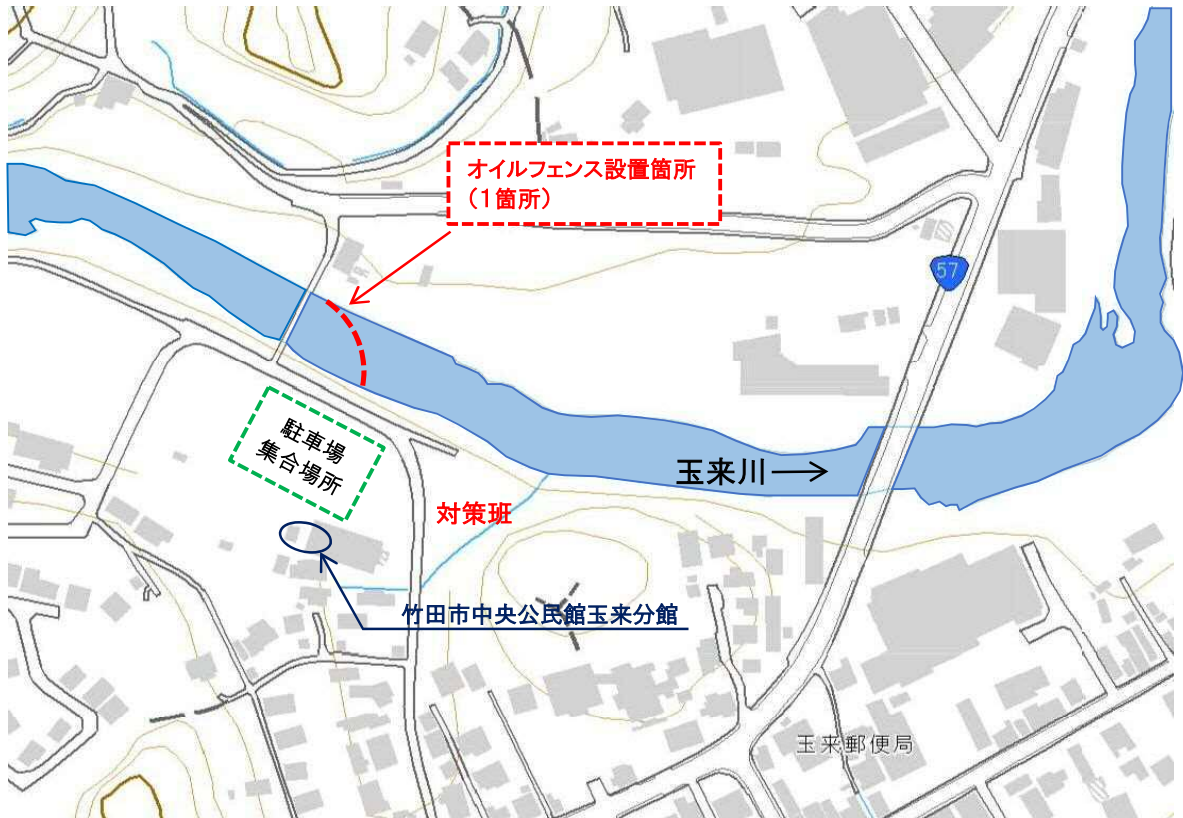 オイルフェンス設置箇所
(1箇所)
57
駐車場
集合場所
玉来川→
対策班
竹田市中央公民館玉来分館
玉来郵便局